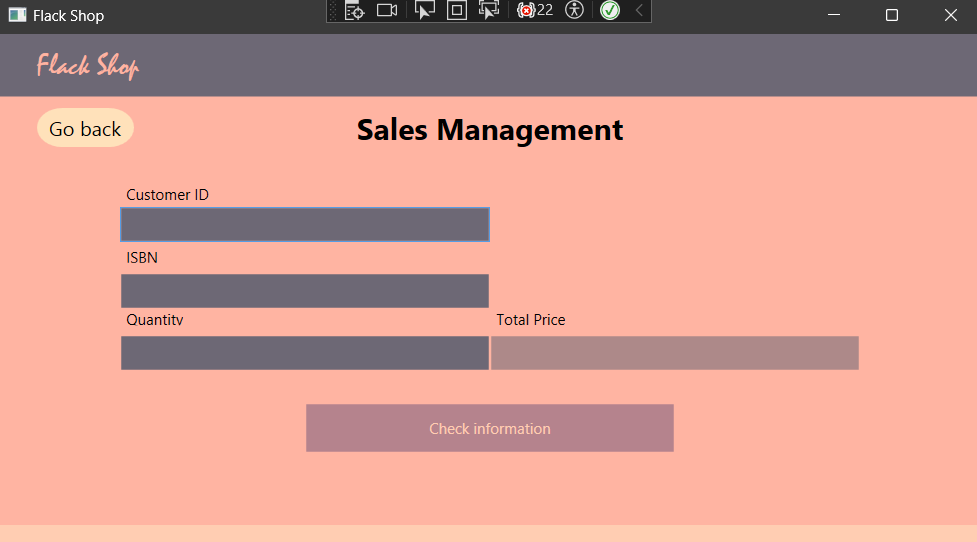 Flack Shop
22
Flack Shop
Go back
Sales Management
Customer ID
ISBN
Quantity
Total Price
Check information